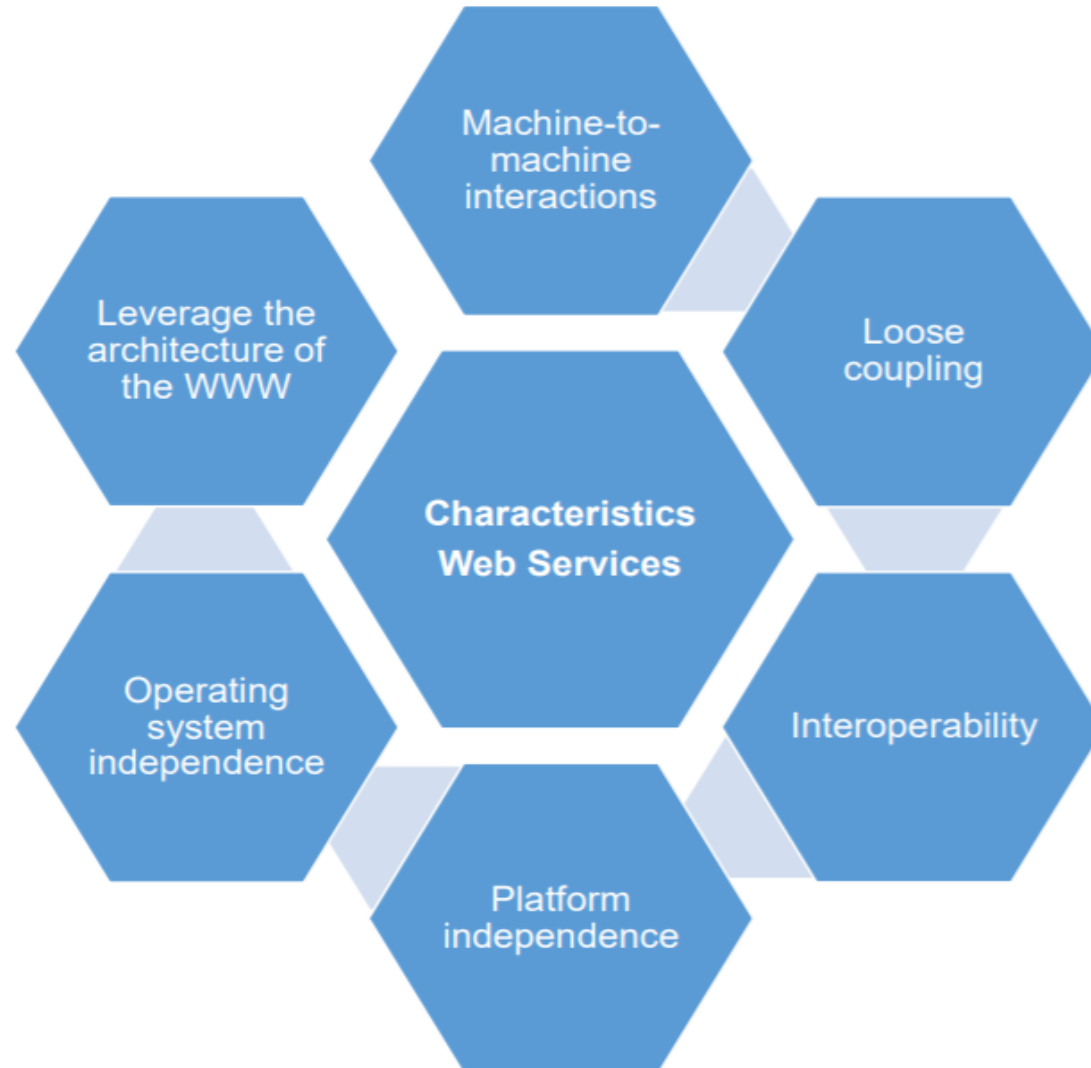 Machine-to-
machine
interactions
Leverage the
architecture of
the WWW
Loose
coupling
Characteristics
Web Services
Operating
system
independence
Interoperability
Platform
independence